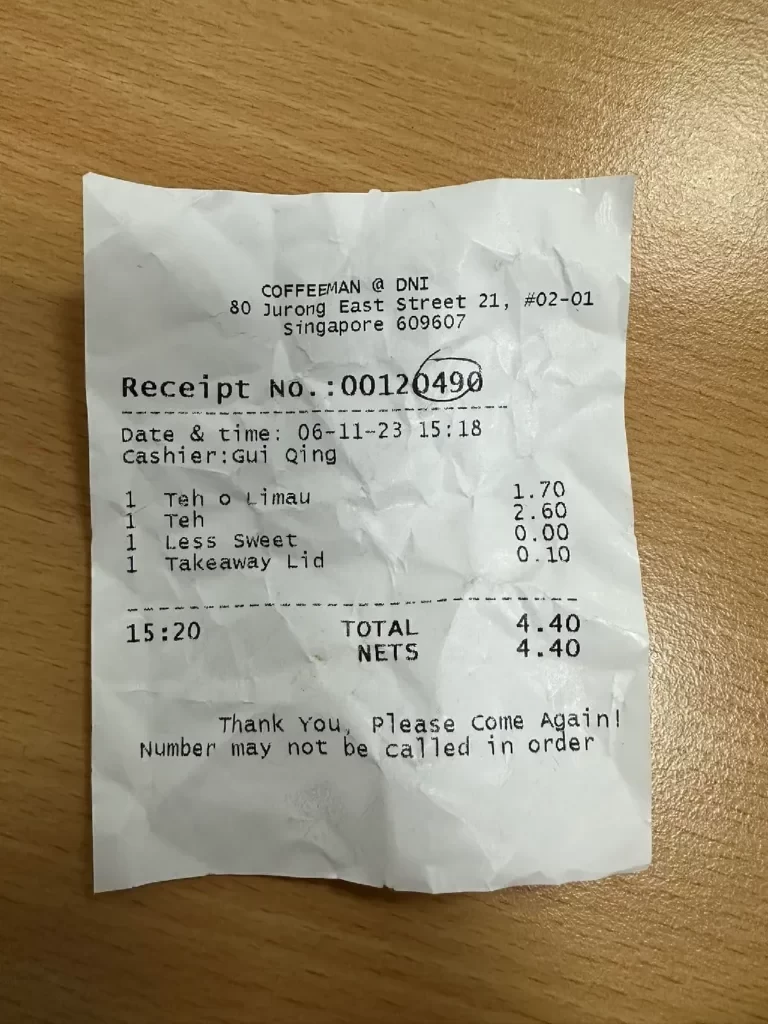 COFFEEMAN @ DNI
80 Jurong East Street 21, #02-01
Singapore 609607
Receipt No.:00120490
Date & time: 06-11-23 15:18
Cashier:Gui Qing
1 Teh o Limau 1.70
1 Teh 2.60
1 Less Sweet 0.00
1 Takeaway Lid 0.10
15:20 TOTAL 4.40
NETS 4.40
Thank You, Please Come Again!
Number may not be called in order